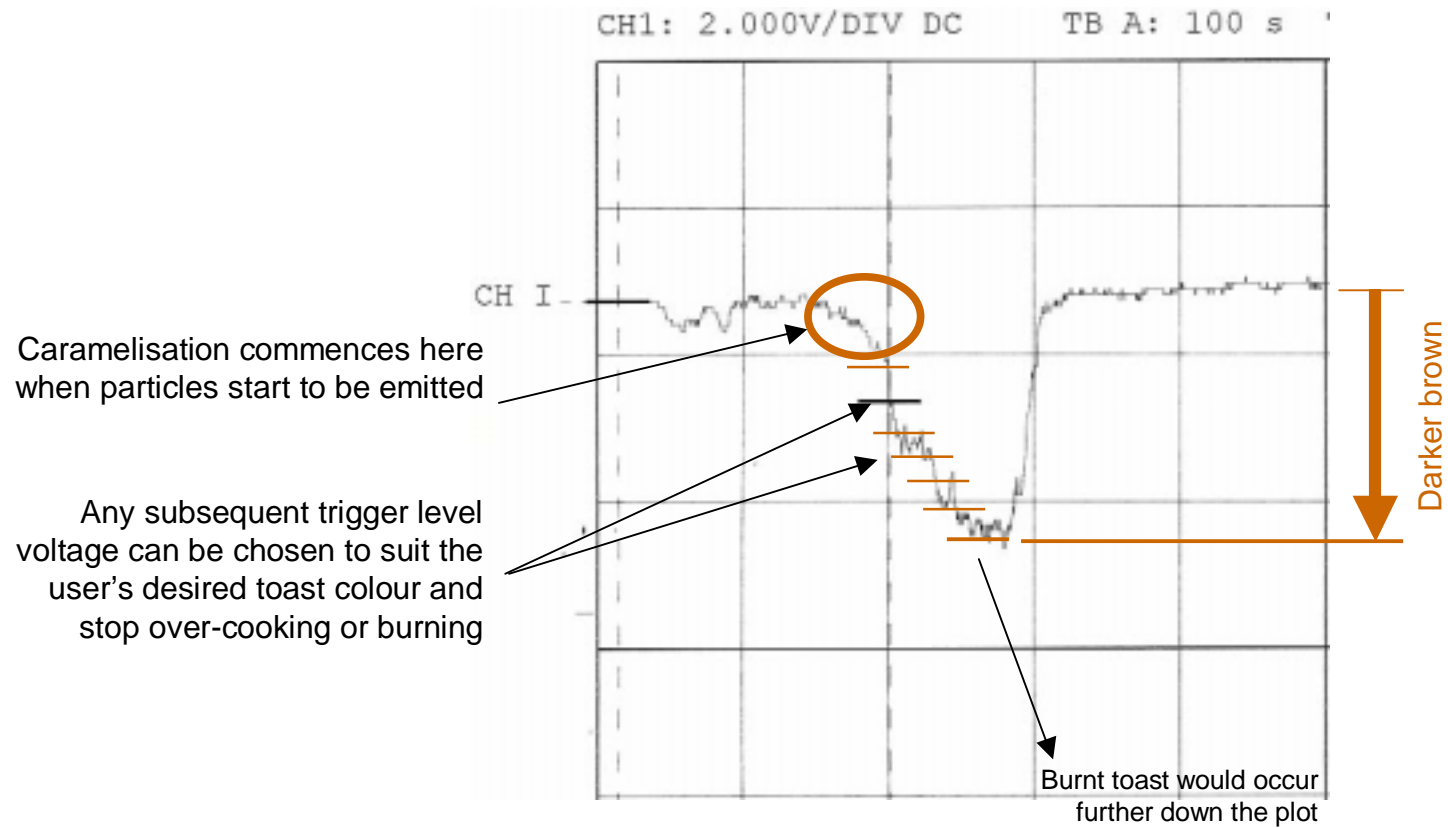 CH1: 2.000V/DIV DC TB A: 100 s
CH I
Caramelisation commences here
when particles start to be emitted
Any subsequent trigger level
voltage can be chosen to suit the
user’s desired toast colour and
stop over-cooking or burning
Darker brown
Burnt toast would occur
further down the plot